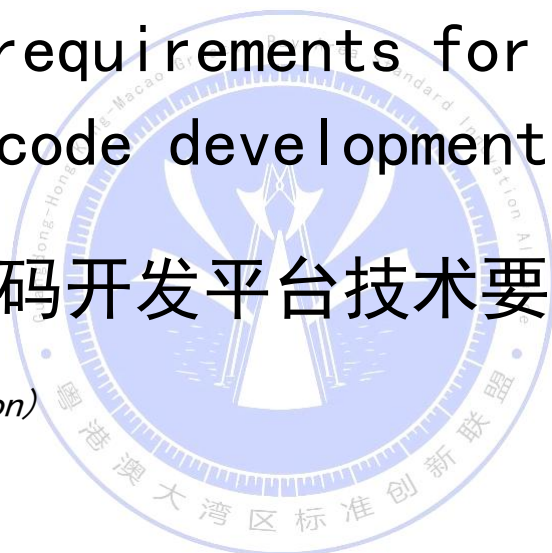 requirements for
code development
码开发平台技术要
on)
粤港澳大湾区标准创新联盟